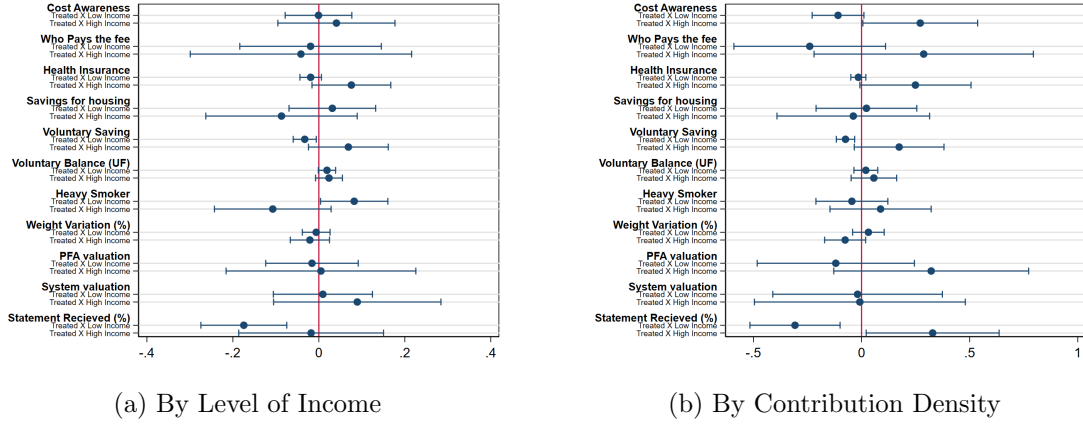 Cost Awareness
Treated X Low Income
Treated X High Income
Who Pays the fee
Treated X Low Income
Treated X High Income
Health Insurance
Treated X Low Income
Treated X High Income
Savings for housing
Treated X Low Income
Treated X High Income
Voluntary Saving
Treated X Low Income
Treated X High Income
Voluntary Balance (UF)
Treated X Low Income
Treated X High Income
Heavy Smoker
Treated X Low Income
Treated X High Income
Weight Variation (%)
Treated X Low Income
Treated X High Income
PFA valuation
Treated X Low Income
Treated X High Income
System valuation
Treated X Low Income
Treated X High Income
Statement Recieved (%)
Treated X Low Income
Treated X High Income
-.4 -.2 0 .2 .4
(a) By Level of Income
Cost Awareness
Treated X Low Income
Treated X High Income
Who Pays the fee
Treated X Low Income
Treated X High Income
Health Insurance
Treated X Low Income
Treated X High Income
Savings for housing
Treated X Low Income
Treated X High Income
Voluntary Saving
Treated X Low Income
Treated X High Income
Voluntary Balance (UF)
Treated X Low Income
Treated X High Income
Heavy Smoker
Treated X Low Income
Treated X High Income
Weight Variation (%)
Treated X Low Income
Treated X High Income
PFA valuation
Treated X Low Income
Treated X High Income
System valuation
Treated X Low Income
Treated X High Income
Statement Recieved (%)
Treated X Low Income
Treated X High Income
-.5 0 .5 1
(b) By Contribution Density